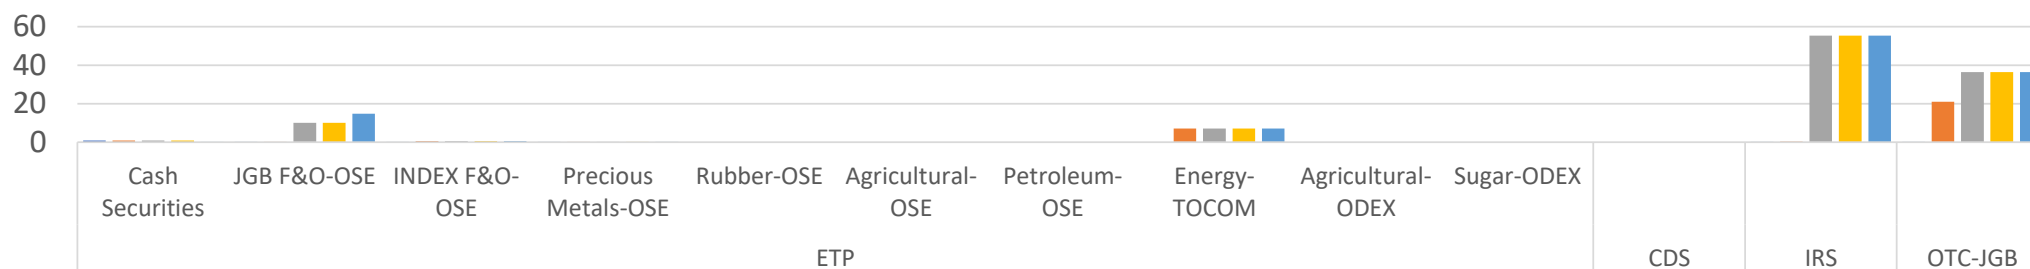 60
40
20
0
Cash Securities
JGB F&O-OSE
INDEX F&O-OSE
Precious Metals-OSE
Rubber-OSE
Agricultural-OSE
Petroleum-OSE
Energy-TOCOM
Agricultural-ODEX
Sugar-ODEX
ETP
CDS
IRS
OTC-JGB